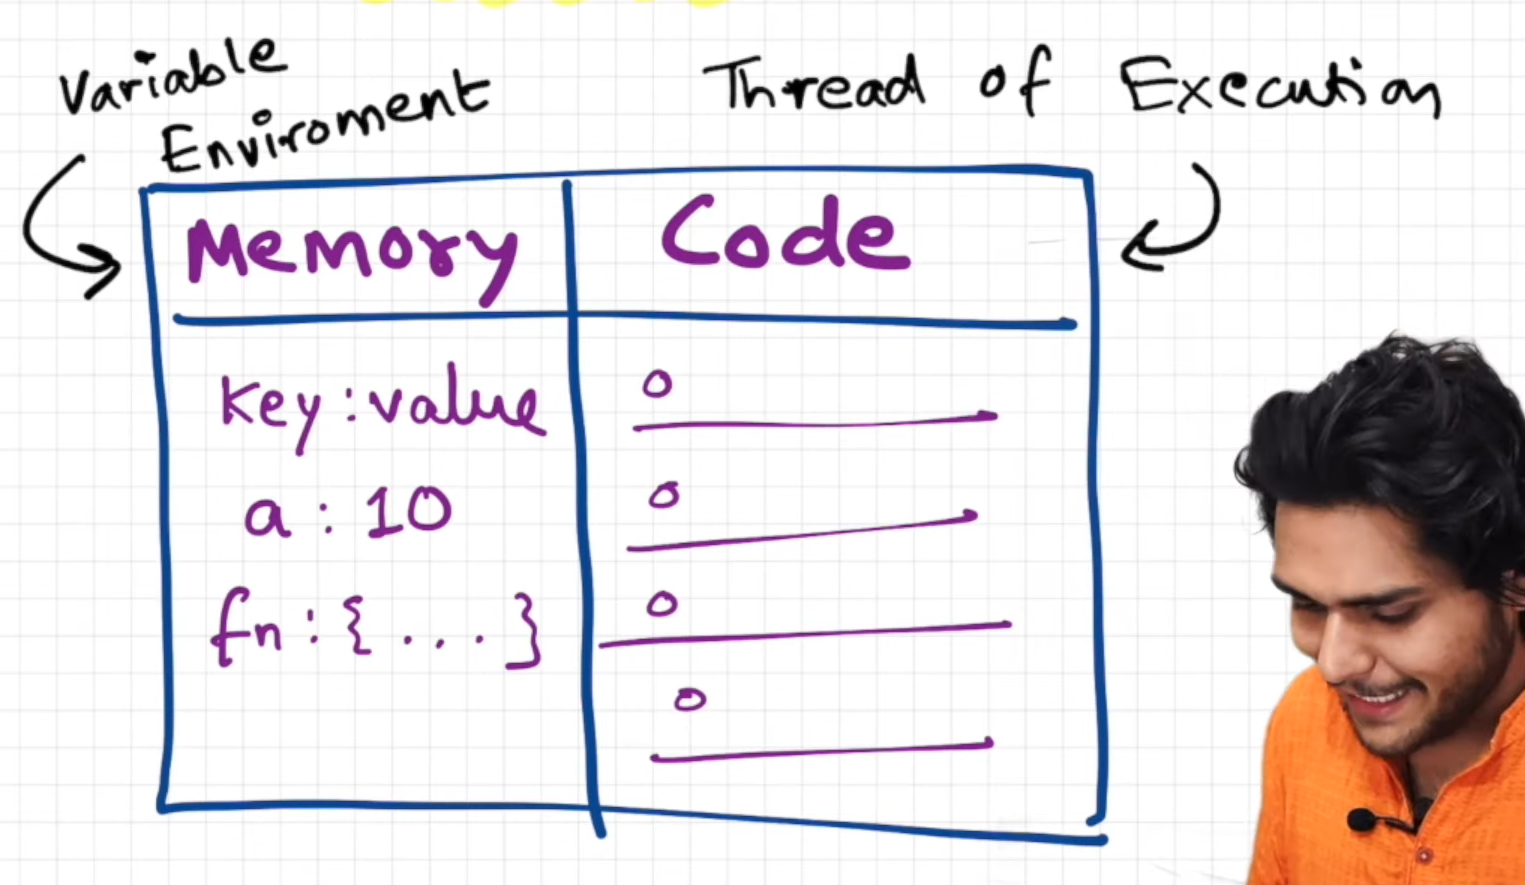 Variable
Enviroment
Thread of Execution
Memory
Code
key : value
a : 10
fn : { ... }